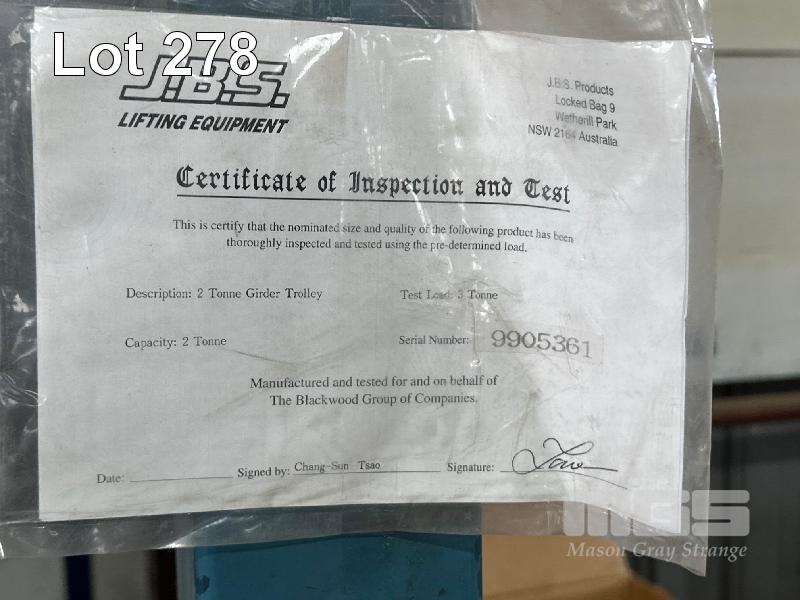 Lot 278
J.B.S.
LIFTING EQUIPMENT
J.B.S. Products
Locked Bag 9
Wetherill Park
NSW 2164 Australia
Certificate of Inspection and Test
This is certify that the nominated size and quality of the following product has been
thoroughly inspected and tested using the pre-determined load.
Description: 2 Tonne Girder Trolley
Test Load: 3 Tonne
Capacity: 2 Tonne
Serial Number: 9905361
Manufactured and tested for and on behalf of
The Blackwood Group of Companies.
Date:
Signed by: Chang-Sun Tsao
Signature:
MGS
Mason Gray Strange